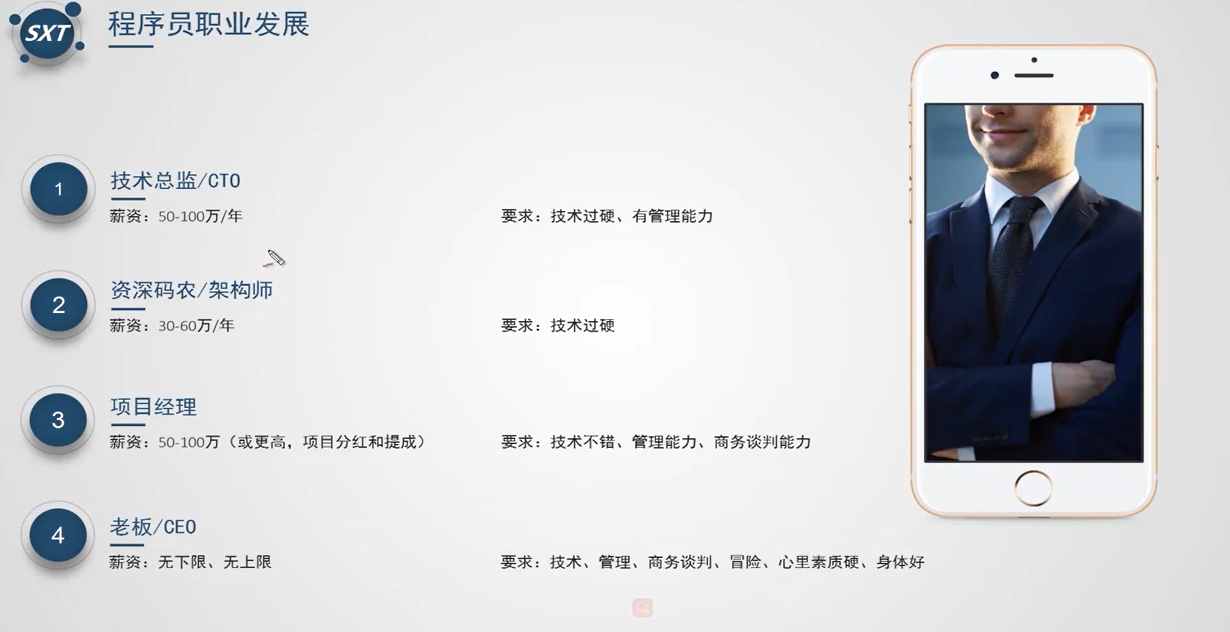 SXT
程序员职业发展
1
技术总监/CTO
薪资：50-100万/年
要求：技术过硬、有管理能力
2
资深码农/架构师
薪资：30-60万/年
要求：技术过硬
3
项目经理
薪资：50-100万（或更高，项目分红和提成）
要求：技术不错、管理能力、商务谈判能力
4
老板/CEO
薪资：无下限、无上限
要求：技术、管理、商务谈判、冒险、心里素质硬、身体好